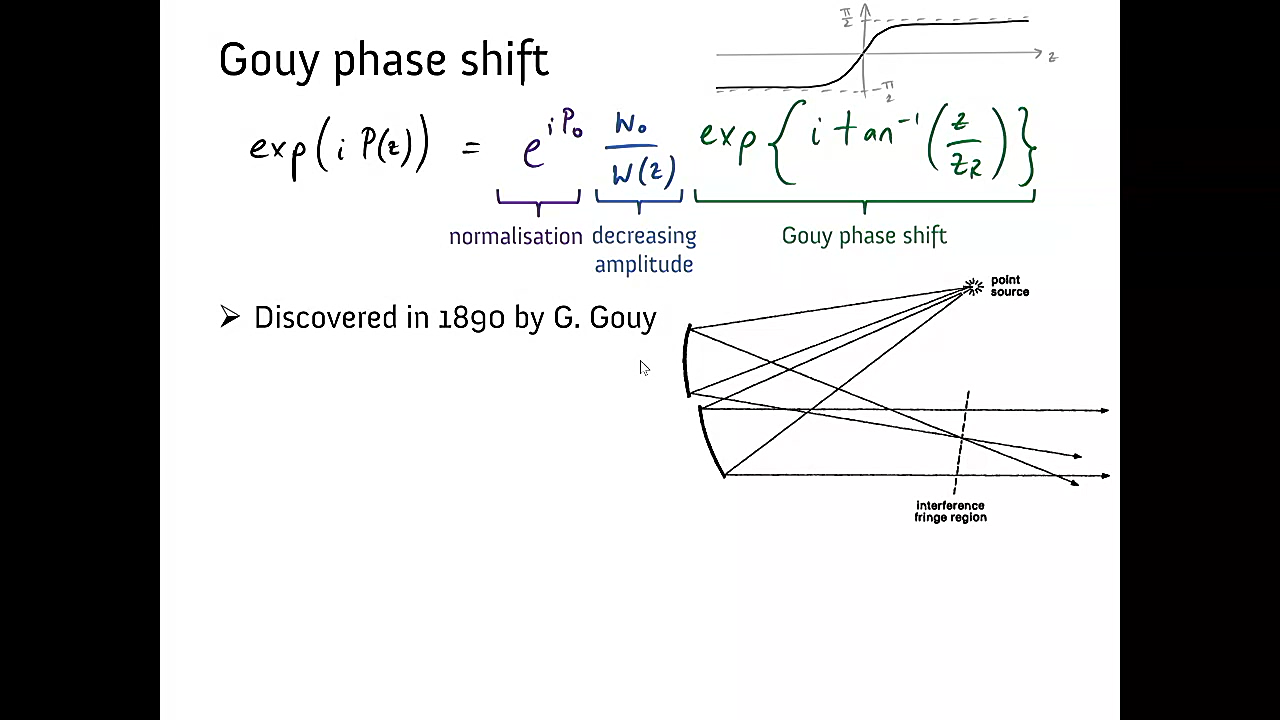 Gouy phase shift
π/2
z
-π/2
exp(i P(z)) = e^{iP₀} W₀/W(z) exp{i tan⁻¹(z/z_R)}
normalisation decreasing amplitude Gouy phase shift
➤ Discovered in 1890 by G. Gouy
point
source
interference
fringe region